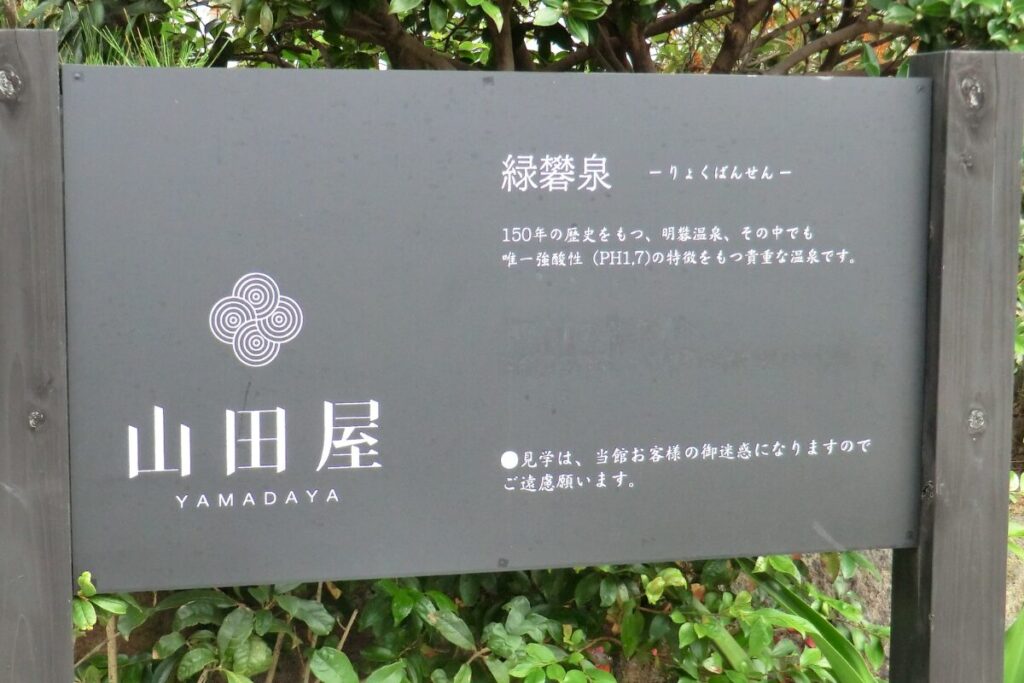 緑礬泉 ーりょくばんせんー
150年の歴史をもつ、明礬温泉、その中でも
唯一強酸性 (PH1,7)の特徴をもつ貴重な温泉です。
山田屋
YAMADAYA
●見学は、当館お客様の御迷惑になりますので
ご遠慮願います。